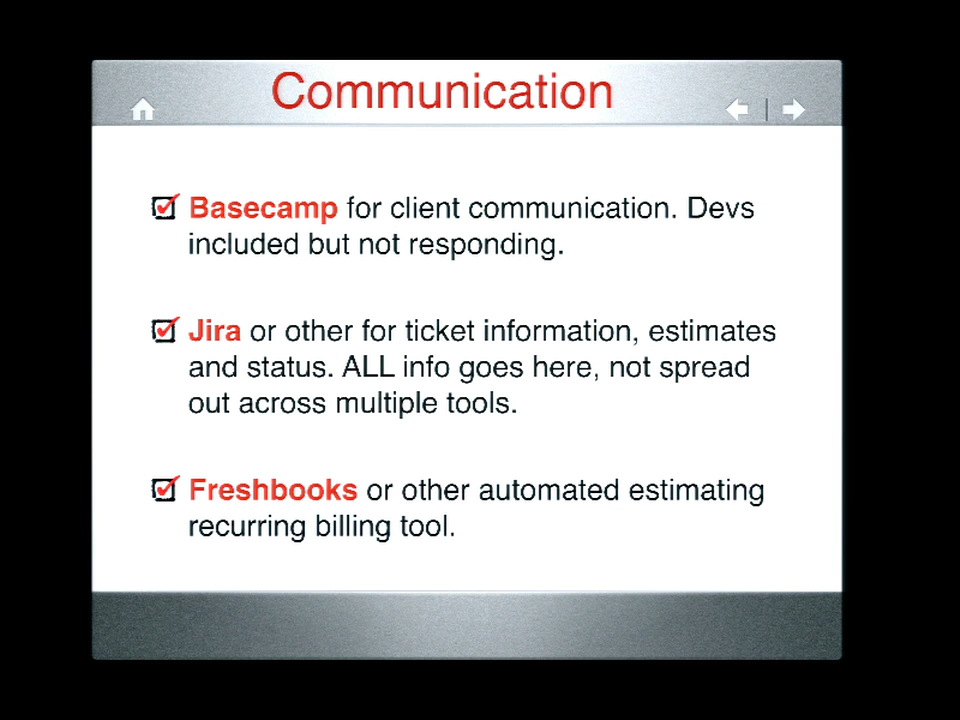 Communication
Basecamp for client communication. Devs
included but not responding.
Jira or other for ticket information, estimates
and status. ALL info goes here, not spread
out across multiple tools.
Freshbooks or other automated estimating
recurring billing tool.